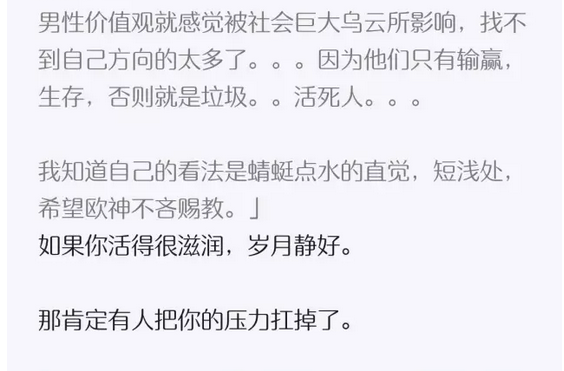 男性价值观就感觉被社会巨大乌云所影响，找不
到自己方向的太多了。。。因为他们只有输赢，
生存，否则就是垃圾。。活死人。。。
我知道自己的看法是蜻蜓点水的直觉，短浅处，
希望欧神不吝赐教。」
如果你活得很滋润，岁月静好。
那肯定有人把你的压力扛掉了。